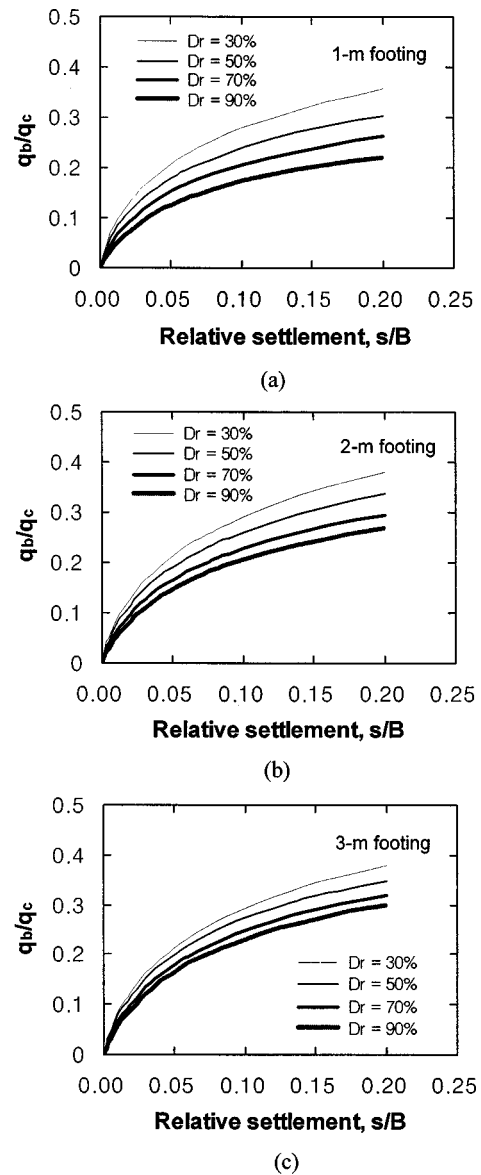 0.5
Dr = 30%
1-m footing
Dr = 50%
0.4
Dr = 70%
Dr = 90%
0.3
qb/qc
0.2
0.1
0
0.00 0.05 0.10 0.15 0.20 0.25
Relative settlement, s/B
(a)
0.5
Dr = 30%
2-m footing
Dr = 50%
0.4
Dr = 70%
Dr = 90%
0.3
qb/qc
0.2
0.1
0
0.00 0.05 0.10 0.15 0.20 0.25
Relative settlement, s/B
(b)
0.5
3-m footing
0.4
0.3
qb/qc
0.2
Dr = 30%
Dr = 50%
0.1
Dr = 70%
Dr = 90%
0
0.00 0.05 0.10 0.15 0.20 0.25
Relative settlement, s/B
(c)